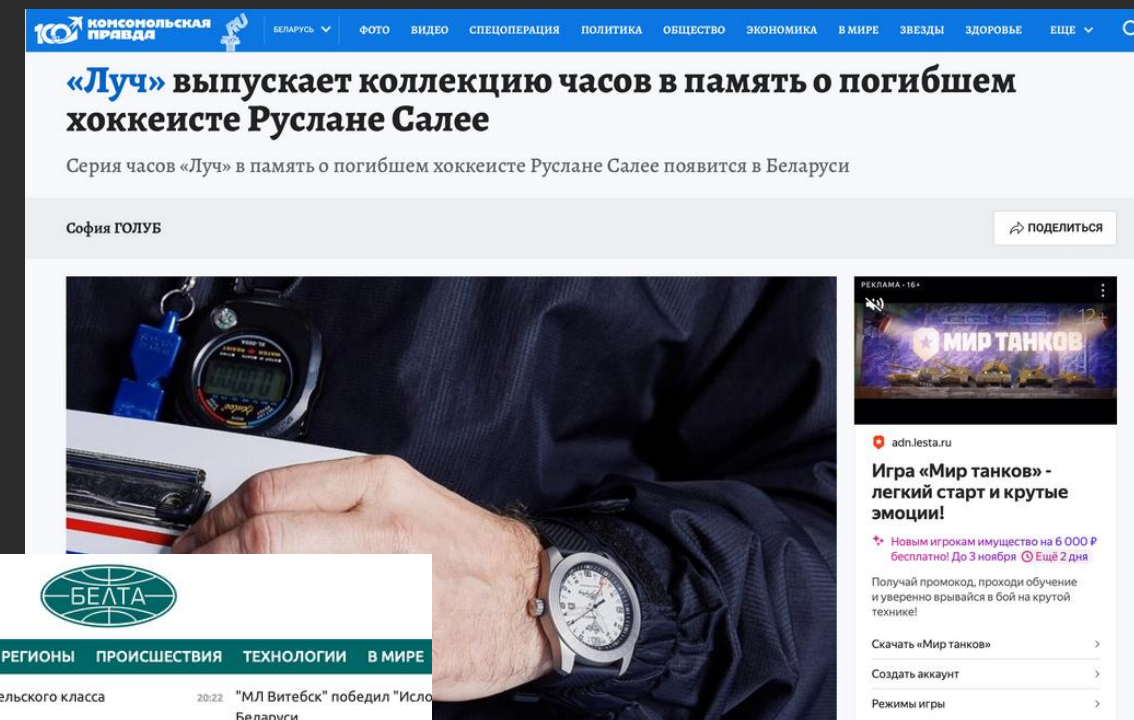 100 КОМСОМОЛЬСКАЯ ПРАВДА RU
БЕЛАРУСЬ ФОТО ВИДЕО СПЕЦОПЕРАЦИЯ ПОЛИТИКА ОБЩЕСТВО ЭКОНОМИКА В МИРЕ ЗВЕЗДЫ ЗДОРОВЬЕ ЕЩЕ
«Луч» выпускает коллекцию часов в память о погибшем
хоккеисте Руслане Салее
Серия часов «Луч» в память о погибшем хоккеисте Руслане Салее появится в Беларуси
София ГОЛУБ
ПОДЕЛИТЬСЯ
РЕКЛАМА • 16+
12+
МИР ТАНКОВ
adn.lesta.ru
Игра «Мир танков» -
легкий старт и крутые
эмоции!
Новым игрокам имущество на 6 000 ₽
бесплатно! До 3 ноября Ещё 2 дня
Получай промокод, проходи обучение
и уверенно врывайся в бой на крутой
технике!
Скачать «Мир танков»
Создать аккаунт
Режимы игры
БЕЛТА
РЕГИОНЫ ПРОИСШЕСТВИЯ ТЕХНОЛОГИИ В МИРЕ
ельского класса
20:22 "МЛ Витебск" победил "Исло
Беларуси